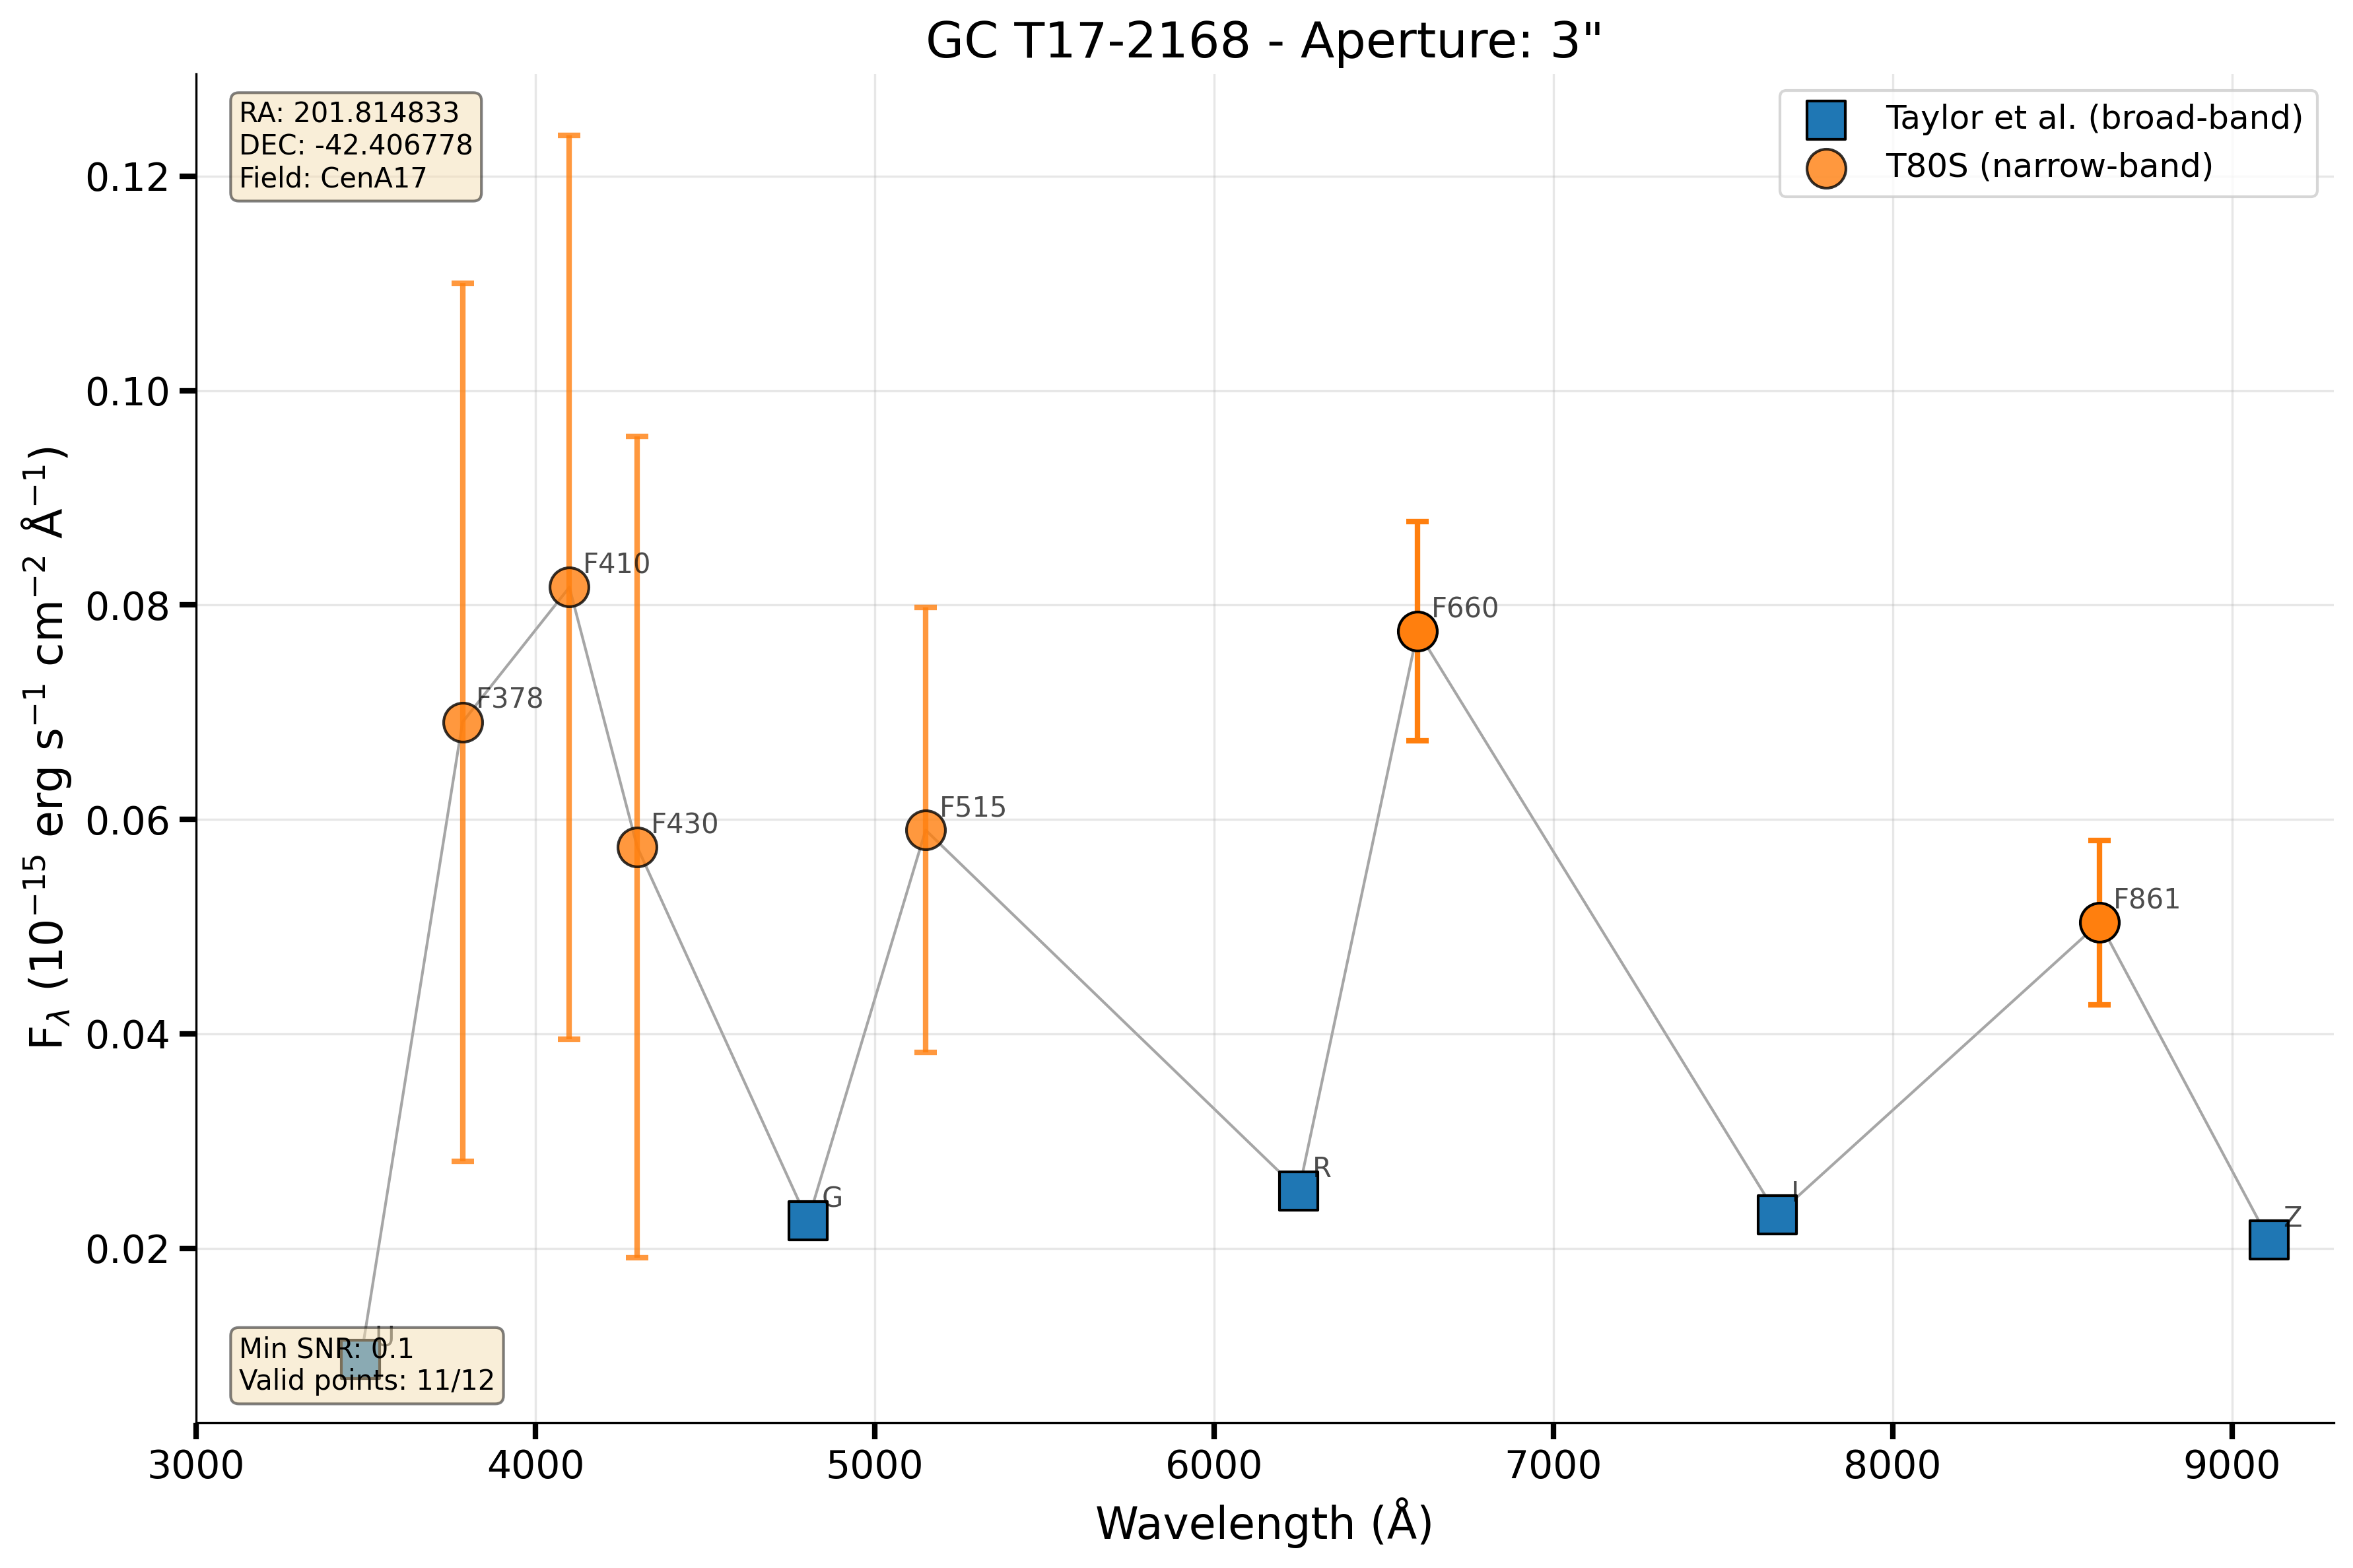 GC T17-2168 - Aperture: 3"
RA: 201.814833
DEC: -42.406778
Field: CenA17
Taylor et al. (broad-band)
T80S (narrow-band)
0.12
0.10
0.08
0.06
0.04
0.02
F410
F378
F430
F515
F660
F861
G
R
I
Z
U
Min SNR: 0.1
Valid points: 11/12
3000 4000 5000 6000 7000 8000 9000
Wavelength (Å)
Fλ (10⁻¹⁵ erg s⁻¹ cm⁻² Å⁻¹)